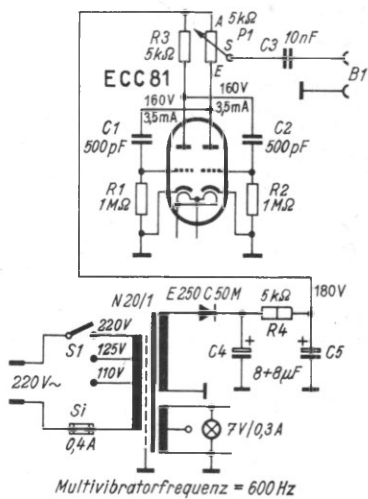 A
5kΩ
R3
P1
5kΩ
S
C3
10nF
E
B1
ECC81
160V
160V
3,5mA
3,5mA
C1
500pF
C2
500pF
R1
1MΩ
R2
1MΩ
N20/1
E250C50M
5kΩ
180V
R4
S1
220V
125V
110V
220V~
C4
+
+
C5
8+8µF
Si
0,4A
7V/0,3A
Multivibratorfrequenz = 600Hz